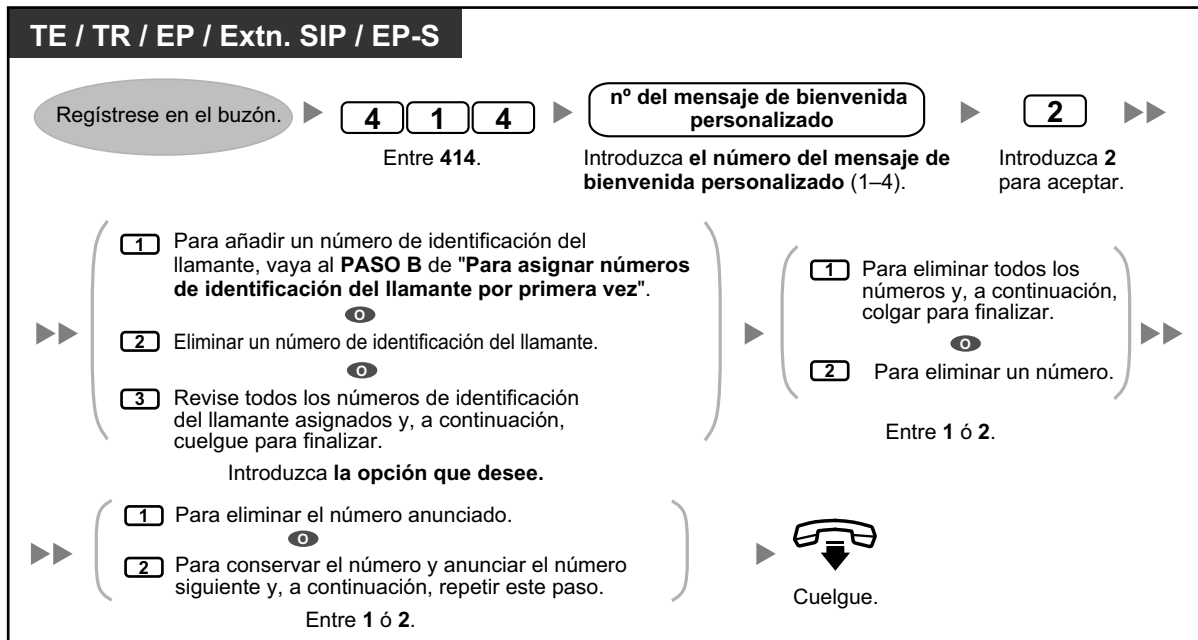 TE / TR / EP / Extn. SIP / EP-S
Regístrese en el buzón.
4 1 4
Entre 414.
nº del mensaje de bienvenida
personalizado
Introduzca el número del mensaje de
bienvenida personalizado (1–4).
2
Introduzca 2
para aceptar.
1 Para añadir un número de identificación del
llamante, vaya al PASO B de "Para asignar números
de identificación del llamante por primera vez".
O
2 Eliminar un número de identificación del llamante.
O
3 Revise todos los números de identificación
del llamante asignados y, a continuación,
cuelgue para finalizar.
Introduzca la opción que desee.
1 Para eliminar todos los
números y, a continuación,
colgar para finalizar.
O
2 Para eliminar un número.
Entre 1 ó 2.
1 Para eliminar el número anunciado.
O
2 Para conservar el número y anunciar el número
siguiente y, a continuación, repetir este paso.
Entre 1 ó 2.
Cuelgue.